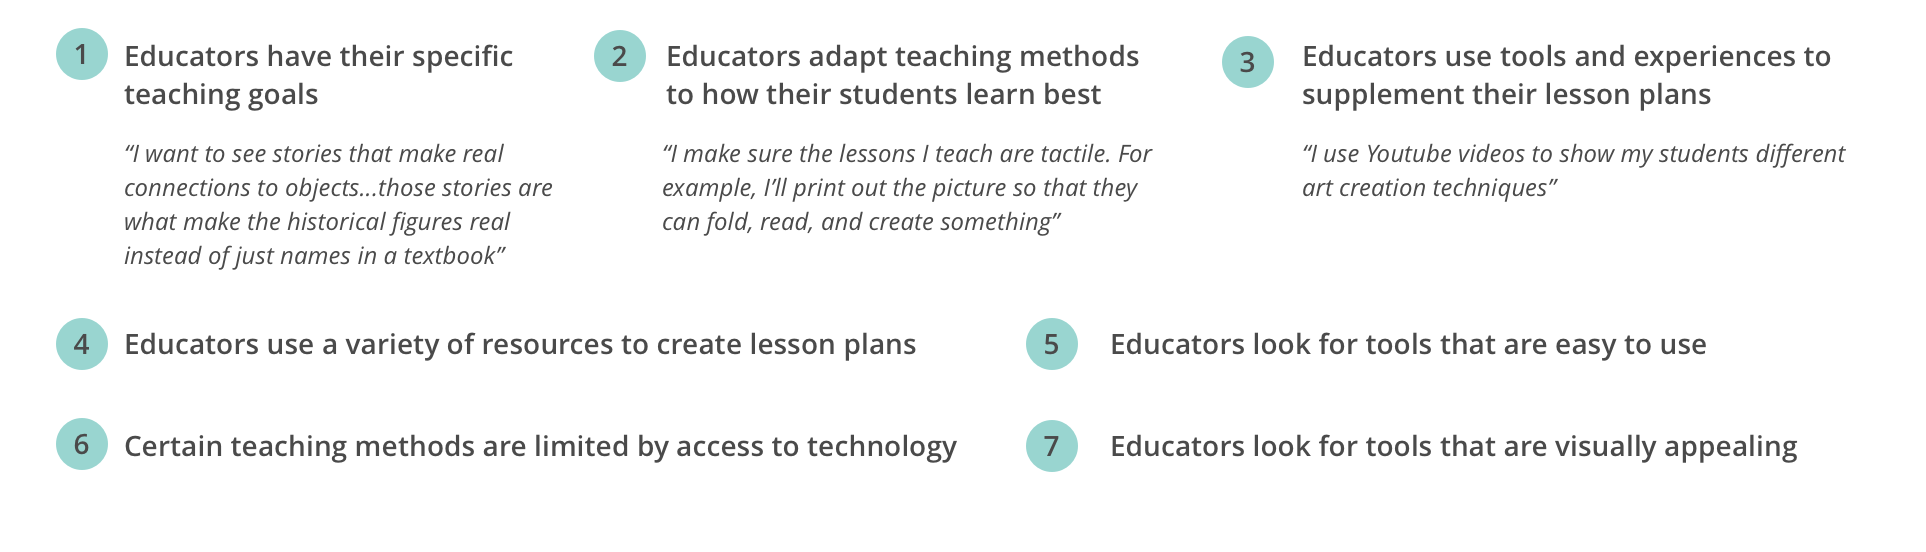 1
Educators have their specific
teaching goals
“I want to see stories that make real
connections to objects...those stories are
what make the historical figures real
instead of just names in a textbook”
2
Educators adapt teaching methods
to how their students learn best
“I make sure the lessons I teach are tactile. For
example, I’ll print out the picture so that they
can fold, read, and create something”
3
Educators use tools and experiences to
supplement their lesson plans
“I use Youtube videos to show my students different
art creation techniques”
4
Educators use a variety of resources to create lesson plans
5
Educators look for tools that are easy to use
6
Certain teaching methods are limited by access to technology
7
Educators look for tools that are visually appealing